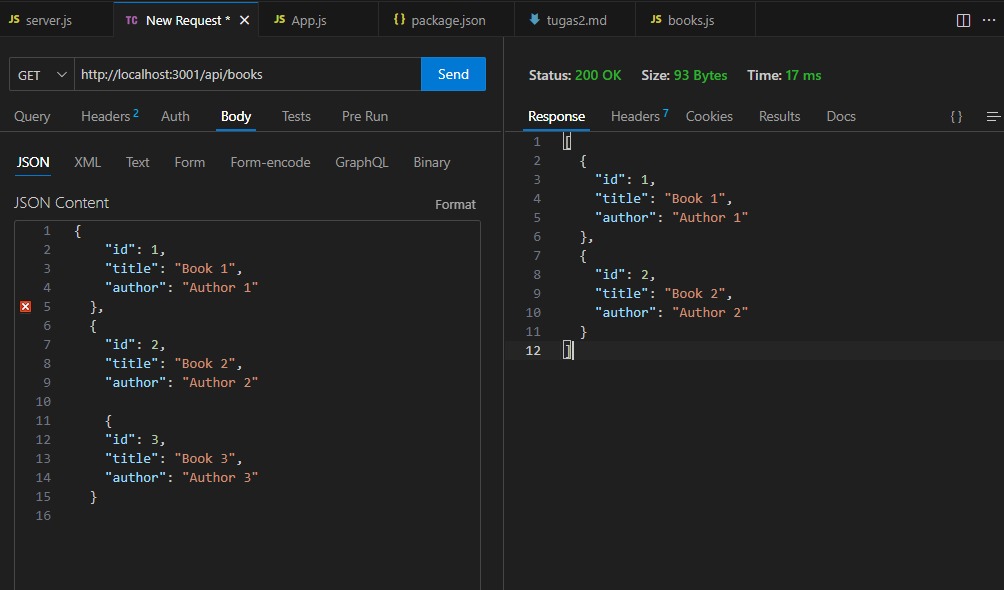 JS server.js TC New Request * × JS App.js {} package.json tugas2.md JS books.js ...
GET http://localhost:3001/api/books Send
Query Headers 2 Auth Body Tests Pre Run
JSON XML Text Form Form-encode GraphQL Binary
JSON Content Format
1 {
2 "id": 1,
3 "title": "Book 1",
4 "author": "Author 1"
5 },
6 {
7 "id": 2,
8 "title": "Book 2",
9 "author": "Author 2"
10
11 {
12 "id": 3,
13 "title": "Book 3",
14 "author": "Author 3"
15 }
16
Status: 200 OK Size: 93 Bytes Time: 17 ms
Response Headers 7 Cookies Results Docs {}
1 [
2 {
3 "id": 1,
4 "title": "Book 1",
5 "author": "Author 1"
6 },
7 {
8 "id": 2,
9 "title": "Book 2",
10 "author": "Author 2"
11 }
12 ]